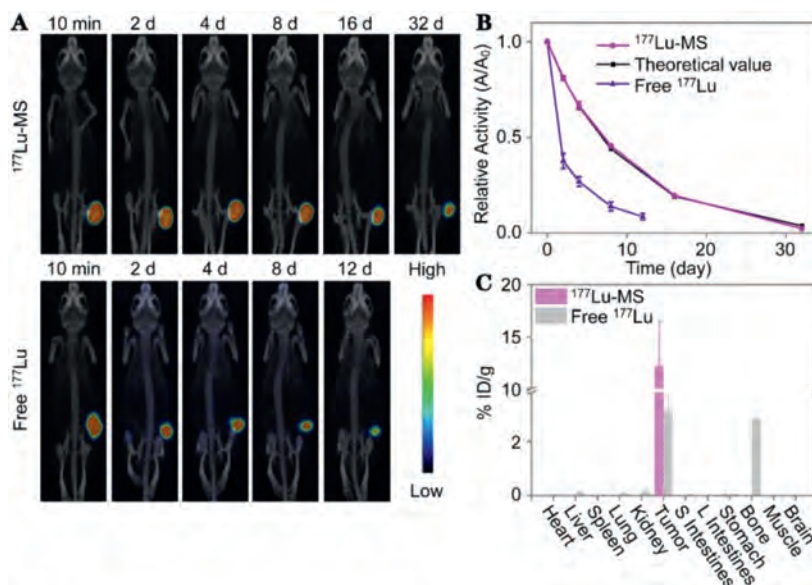 A
10 min 2 d 4 d 8 d 16 d 32 d
¹⁷⁷Lu-MS
10 min 2 d 4 d 8 d 12 d
Free ¹⁷⁷Lu
High
Low
B
Relative Activity (A/A₀)
1.0
0.5
0.0
¹⁷⁷Lu-MS
Theoretical value
Free ¹⁷⁷Lu
0 10 20 30
Time (day)
C
% ID/g
20
15
10
2
0
¹⁷⁷Lu-MS
Free ¹⁷⁷Lu
Heart
Liver
Spleen
Lung
Kidney
Tumor
S Intestines
L Intestines
Stomach
Bone
Muscle
Brain